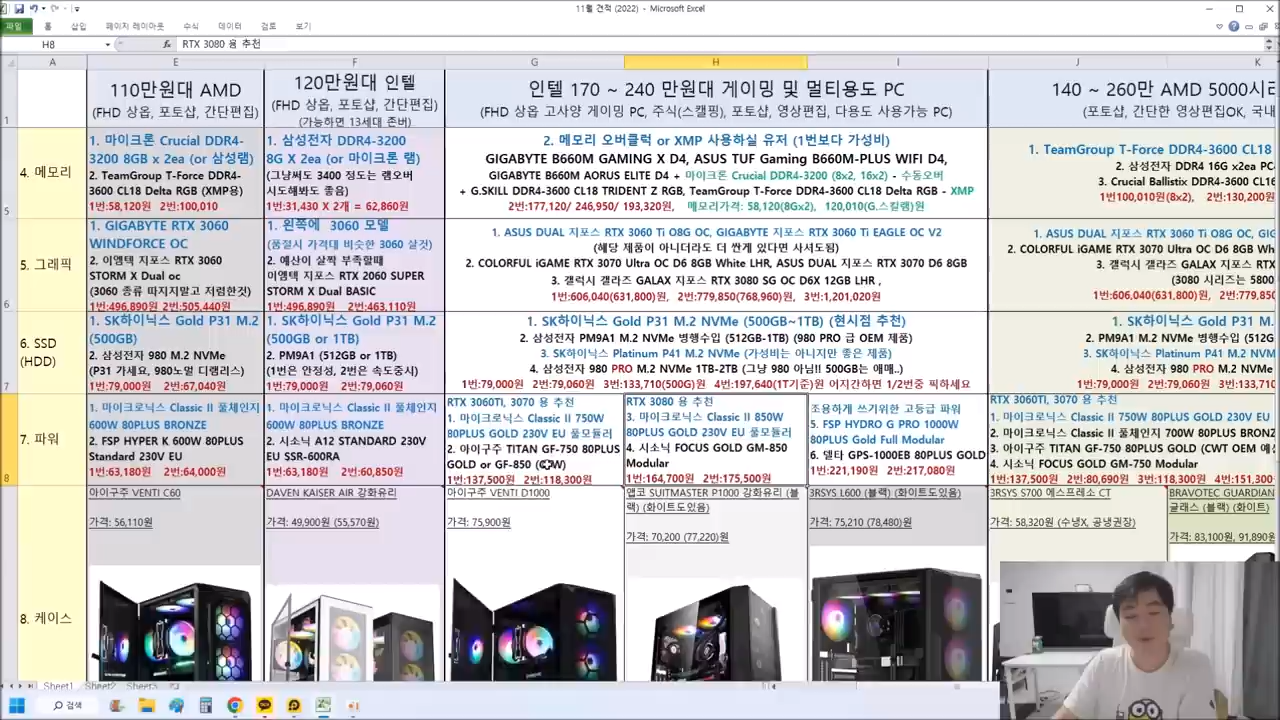 11월 견적 (2022) - Microsoft Excel
파일 홈 삽입 페이지 레이아웃 수식 데이터 검토 보기
H8 fx RTX 3080 용 추천
A E F G H I J K
1
110만원대 AMD
(FHD 상옵, 포토샵, 간단편집)
120만원대 인텔
(FHD 상옵, 포토샵, 간단편집)
(가능하면 13세대 존버)
인텔 170 ~ 240 만원대 게이밍 및 멀티용도 PC
(FHD 상옵 고사양 게이밍 PC, 주식(스캘핑), 포토샵, 영상편집, 다용도 사용가능 PC)
140 ~ 260만 AMD 5000시리
(포토샵, 간단한 영상편집OK, 국내
4. 메모리
5
1. 마이크론 Crucial DDR4-
3200 8GB x 2ea (or 삼성램)
2. TeamGroup T-Force DDR4-
3600 CL18 Delta RGB (XMP용)
1번:58,120원 2번:100,010
1. 삼성전자 DDR4-3200
8G X 2ea (or 마이크론 램)
(그냥써도 3400 정도는 램오버
시도해봐도 좋음)
1번:31,430 X 2개 = 62,860원
2. 메모리 오버클럭 or XMP 사용하실 유저 (1번보다 가성비)
GIGABYTE B660M GAMING X D4, ASUS TUF Gaming B660M-PLUS WIFI D4,
GIGABYTE B660M AORUS ELITE D4 + 마이크론 Crucial DDR4-3200 (8x2, 16x2) - 수동오버
+ G.SKILL DDR4-3600 CL18 TRIDENT Z RGB, TeamGroup T-Force DDR4-3600 CL18 Delta RGB - XMP
2번:177,120/ 246,950/ 193,320원, 메모리가격: 58,120(8Gx2), 120,010(G.스킬램)원
1. TeamGroup T-Force DDR4-3600 CL18
2. 삼성전자 DDR4 16G x2ea PC
3. Crucial Ballistix DDR4-3600 CL16
1번100,010원(8x2), 2번:130,200원
5. 그래픽
6
1. GIGABYTE RTX 3060
WINDFORCE OC
2. 이엠텍 지포스 RTX 3060
STORM X Dual oc
(3060 종류 따지지말고 저렴한것)
1번:496,890원 2번:505,440원
1. 왼쪽에 3060 모델
(품절시 가격대 비슷한 3060 살것)
2. 예산이 살짝 부족할때
이엠텍 지포스 RTX 2060 SUPER
STORM X Dual BASIC
1번:496,890원 2번:463,110원
1. ASUS DUAL 지포스 RTX 3060 Ti O8G OC, GIGABYTE 지포스 RTX 3060 Ti EAGLE OC V2
(해당 제품이 아니더라도 더 싼게 있다면 사셔도됨)
2. COLORFUL iGAME RTX 3070 Ultra OC D6 8GB White LHR, ASUS DUAL 지포스 RTX 3070 D6 8GB
3. 갤럭시 갤라즈 GALAX 지포스 RTX 3080 SG OC D6X 12GB LHR ,
1번:606,040원(631,800원), 2번:779,850(768,960)원, 3번:1,201,020원
1. ASUS DUAL 지포스 RTX 3060 Ti O8G OC, GIG
2. COLORFUL iGAME RTX 3070 Ultra OC D6 8GB Wh
3. 갤럭시 갤라즈 GALAX 지포스 RTX
(3080 시리즈는 5800
1번:606,040원(631,800원), 2번:779,850
6. SSD
(HDD)
7
1. SK하이닉스 Gold P31 M.2
(500GB)
2. 삼성전자 980 M.2 NVMe
(P31 가세요, 980노멀 디램리스)
1번:79,000원 2번:67,040원
1. SK하이닉스 Gold P31 M.2
(500GB or 1TB)
2. PM9A1 (512GB or 1TB)
(1번은 안정성, 2번은 속도중시)
1번:79,000원 2번:79,060원
1. SK하이닉스 Gold P31 M.2 NVMe (500GB~1TB) (현시점 추천)
2. 삼성전자 PM9A1 M.2 NVMe 병행수입 (512GB-1TB) (980 PRO 급 OEM 제품)
3. SK하이닉스 Platinum P41 M.2 NVMe (가성비는 아니지만 좋은 제품)
4. 삼성전자 980 PRO M.2 NVMe 1TB-2TB (그냥 980 아님!! 500GB는 애매..)
1번:79,000원 2번:79,060원 3번:133,710원(500G)원 4번:197,640(1T기준)원 어지간하면 1/2번중 픽하세요
1. SK하이닉스 Gold P31 M.
2. 삼성전자 PM9A1 M.2 NVMe 병행수입 (512G
3. SK하이닉스 Platinum P41 M.2 NVMe
4. 삼성전자 980 PRO M.2 NVMe 1
1번:79,000원 2번:79,060원 3번:133,710
7. 파워
8
1. 마이크로닉스 Classic II 풀체인지
600W 80PLUS BRONZE
2. FSP HYPER K 600W 80PLUS
Standard 230V EU
1번:63,180원 2번:64,000원
1. 마이크로닉스 Classic II 풀체인지
600W 80PLUS BRONZE
2. 시소닉 A12 STANDARD 230V
EU SSR-600RA
1번:63,180원 2번:60,850원
RTX 3060TI, 3070 용 추천
1. 마이크로닉스 Classic II 750W
80PLUS GOLD 230V EU 풀모듈러
2. 아이구주 TITAN GF-750 80PLUS
GOLD or GF-850
1번:137,500원 2번:118,300원
RTX 3080 용 추천
3. 마이크로닉스 Classic II 850W
80PLUS GOLD 230V EU 풀모듈러
4. 시소닉 FOCUS GOLD GM-850
Modular
1번:164,700원 2번:175,500원
조용하게 쓰기위한 고등급 파워
5. FSP HYDRO G PRO 1000W
80PLUS Gold Full Modular
6. 델타 GPS-1000EB 80PLUS GOLD
1번:221,190원 2번:217,080원
RTX 3060TI, 3070 용 추천
1. 마이크로닉스 Classic II 750W 80PLUS GOLD 230V EU
2. 마이크로닉스 Classic II 풀체인지 700W 80PLUS BRONZ
3. 아이구주 TITAN GF-750 80PLUS GOLD (CWT OEM 예산
4. 시소닉 FOCUS GOLD GM-750 Modular
1번:137,500원 2번:80,690원 3번:118,300원 4번:151,300
8. 케이스
아이구주 VENTI C60
가격: 56,110원
DAVEN KAISER AIR 강화유리
가격: 49,900원 (55,570원)
아이구주 VENTI D1000
가격: 75,900원
앱코 SUITMASTER P1000 강화유리 (블
랙) (화이트도있음)
가격: 70,200 (77,220)원
3RSYS L600 (블랙) (화이트도있음)
가격: 75,210 (78,480)원
3RSYS S700 에스프레소 CT
가격: 58,320원 (수냉X, 공냉권장)
BRAVOTEC GUARDIAN
글래스 (블랙) (화이트)
가격: 83,100원, 91,890원
Sheet1 Sheet2 Sheet3
검색